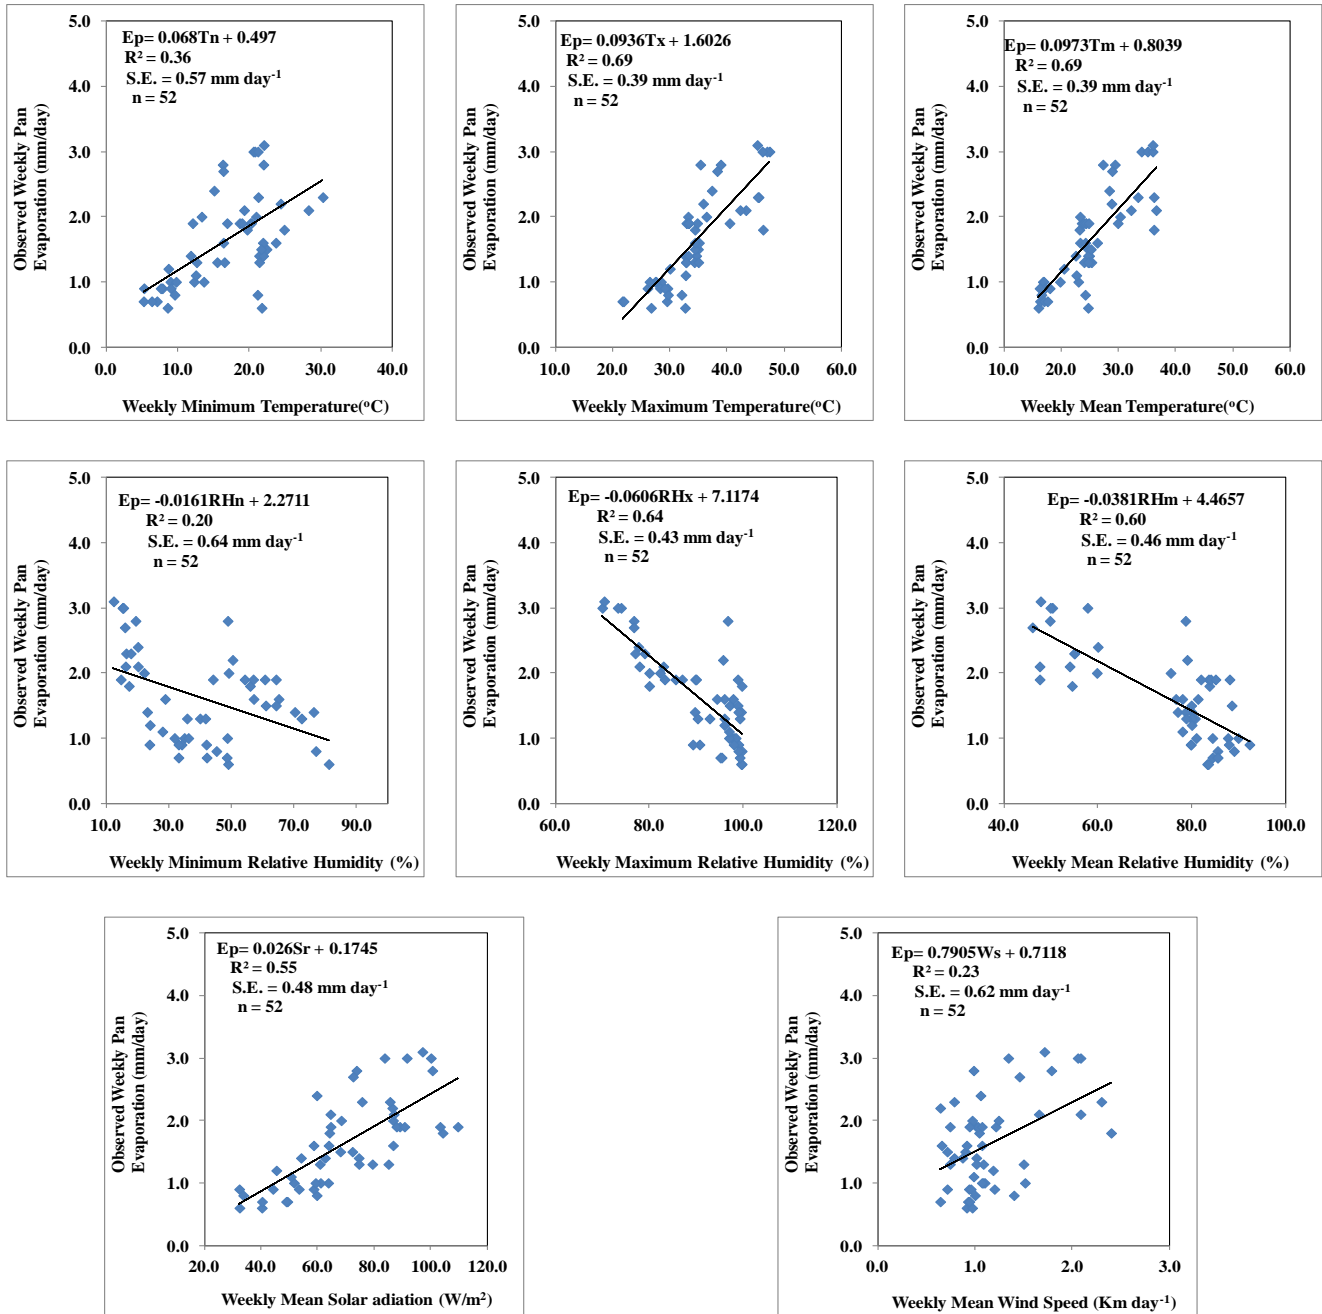 Ep= 0.068Tn + 0.497
R² = 0.36
S.E. = 0.57 mm day⁻¹
n = 52
Observed Weekly Pan
Evaporation (mm/day)
5.0
4.0
3.0
2.0
1.0
0.0
0.0 10.0 20.0 30.0 40.0
Weekly Minimum Temperature(°C)
Ep= 0.0936Tx + 1.6026
R² = 0.69
S.E. = 0.39 mm day⁻¹
n = 52
Observed Weekly Pan
Evaporation (mm/day)
5.0
4.0
3.0
2.0
1.0
0.0
10.0 20.0 30.0 40.0 50.0 60.0
Weekly Maximum Temperature(°C)
Ep= 0.0973Tm + 0.8039
R² = 0.69
S.E. = 0.39 mm day⁻¹
n = 52
Observed Weekly Pan
Evaporation (mm/day)
5.0
4.0
3.0
2.0
1.0
0.0
10.0 20.0 30.0 40.0 50.0 60.0
Weekly Mean Temperature(°C)
Ep= -0.0161RHn + 2.2711
R² = 0.20
S.E. = 0.64 mm day⁻¹
n = 52
Observed Weekly Pan
Evaporation (mm/day)
5.0
4.0
3.0
2.0
1.0
0.0
10.0 30.0 50.0 70.0 90.0
Weekly Minimum Relative Humidity (%)
Ep= -0.0606RHx + 7.1174
R² = 0.64
S.E. = 0.43 mm day⁻¹
n = 52
Observed Weekly Pan
Evaporation (mm/day)
5.0
4.0
3.0
2.0
1.0
0.0
60.0 80.0 100.0 120.0
Weekly Maximum Relative Humidity (%)
Ep= -0.0381RHm + 4.4657
R² = 0.60
S.E. = 0.46 mm day⁻¹
n = 52
Observed Weekly Pan
Evaporation (mm/day)
5.0
4.0
3.0
2.0
1.0
0.0
40.0 60.0 80.0 100.0
Weekly Mean Relative Humidity (%)
Ep= 0.026Sr + 0.1745
R² = 0.55
S.E. = 0.48 mm day⁻¹
n = 52
Observed Weekly Pan
Evaporation (mm/day)
5.0
4.0
3.0
2.0
1.0
0.0
20.0 40.0 60.0 80.0 100.0 120.0
Weekly Mean Solar adiation (W/m²)
Ep= 0.7905Ws + 0.7118
R² = 0.23
S.E. = 0.62 mm day⁻¹
n = 52
Observed Weekly Pan
Evaporation (mm/day)
5.0
4.0
3.0
2.0
1.0
0.0
0.0 1.0 2.0 3.0
Weekly Mean Wind Speed (Km day⁻¹)